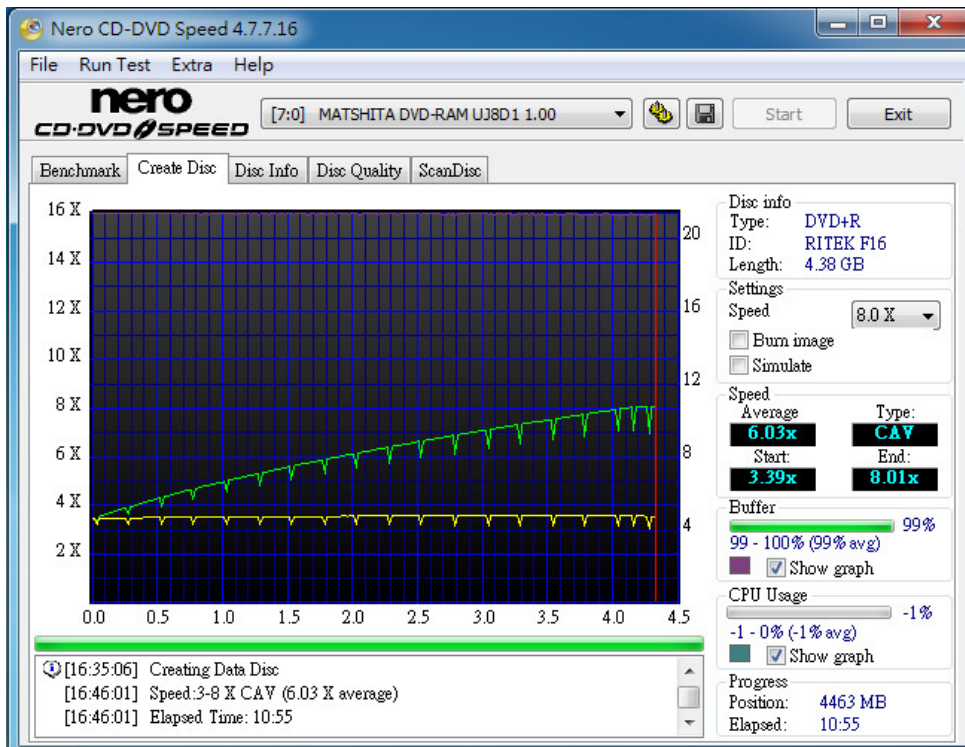 Nero CD-DVD Speed 4.7.7.16
File Run Test Extra Help
nero
CD·DVD SPEED
[7:0] MATSHITA DVD-RAM UJ8D1 1.00
Start
Exit
Benchmark Create Disc Disc Info Disc Quality ScanDisc
16 X
14 X
12 X
10 X
8 X
6 X
4 X
2 X
20
16
12
8
4
0.0 0.5 1.0 1.5 2.0 2.5 3.0 3.5 4.0 4.5
Disc info
Type: DVD+R
ID: RITEK F16
Length: 4.38 GB
Settings
Speed 8.0 X
Burn image
Simulate
Speed
Average Type:
6.03x CAV
Start: End:
3.39x 8.01x
Buffer
99%
99 - 100% (99% avg)
Show graph
CPU Usage
-1%
-1 - 0% (-1% avg)
Show graph
Progress
Position: 4463 MB
Elapsed: 10:55
[16:35:06] Creating Data Disc
[16:46:01] Speed:3-8 X CAV (6.03 X average)
[16:46:01] Elapsed Time: 10:55